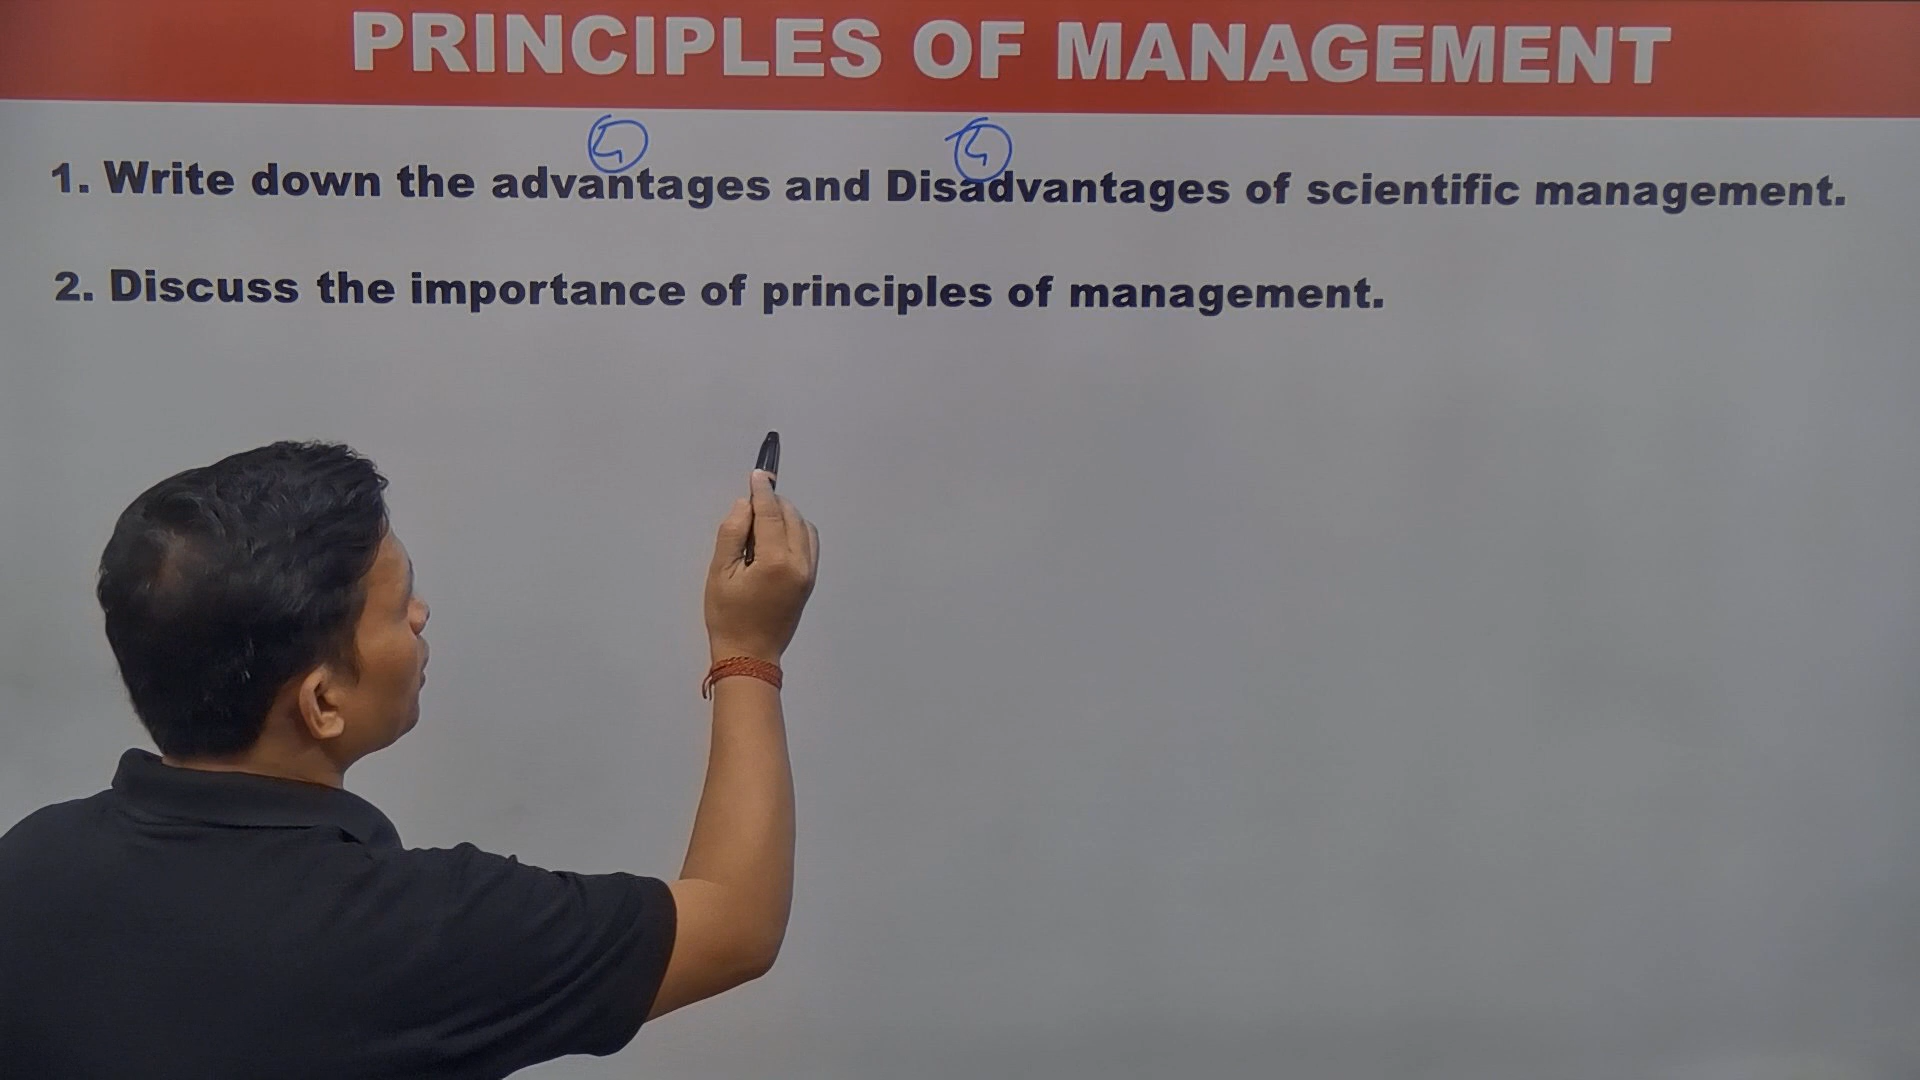 PRINCIPLES OF MANAGEMENT
5 5
1. Write down the advantages and Disadvantages of scientific management.
2. Discuss the importance of principles of management.